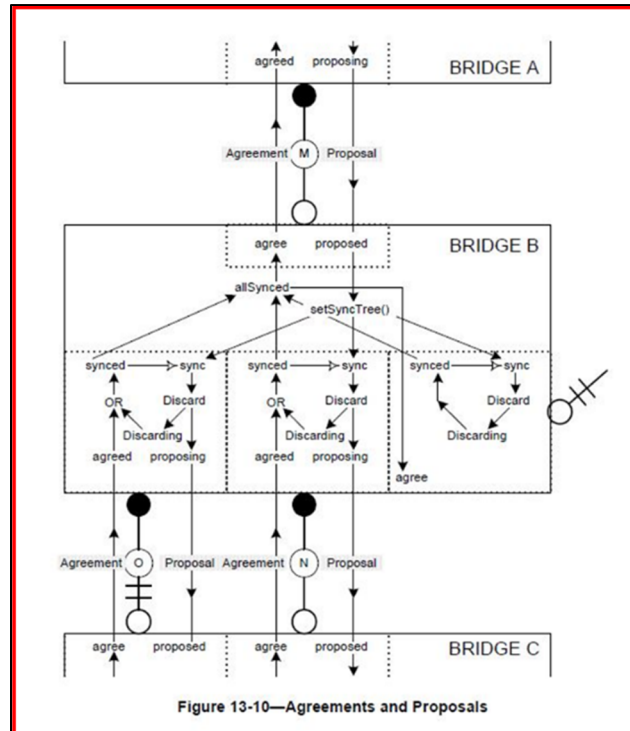 agreed proposing BRIDGE A
Agreement M Proposal
BRIDGE B
agree proposed
allSynced
setSyncTree()
synced sync synced sync synced sync
OR Discard OR Discard Discard
Discarding Discarding Discarding
agreed proposing agreed proposing
agree
Agreement O Proposal Agreement N Proposal
agree proposed agree proposed BRIDGE C
Figure 13-10—Agreements and Proposals